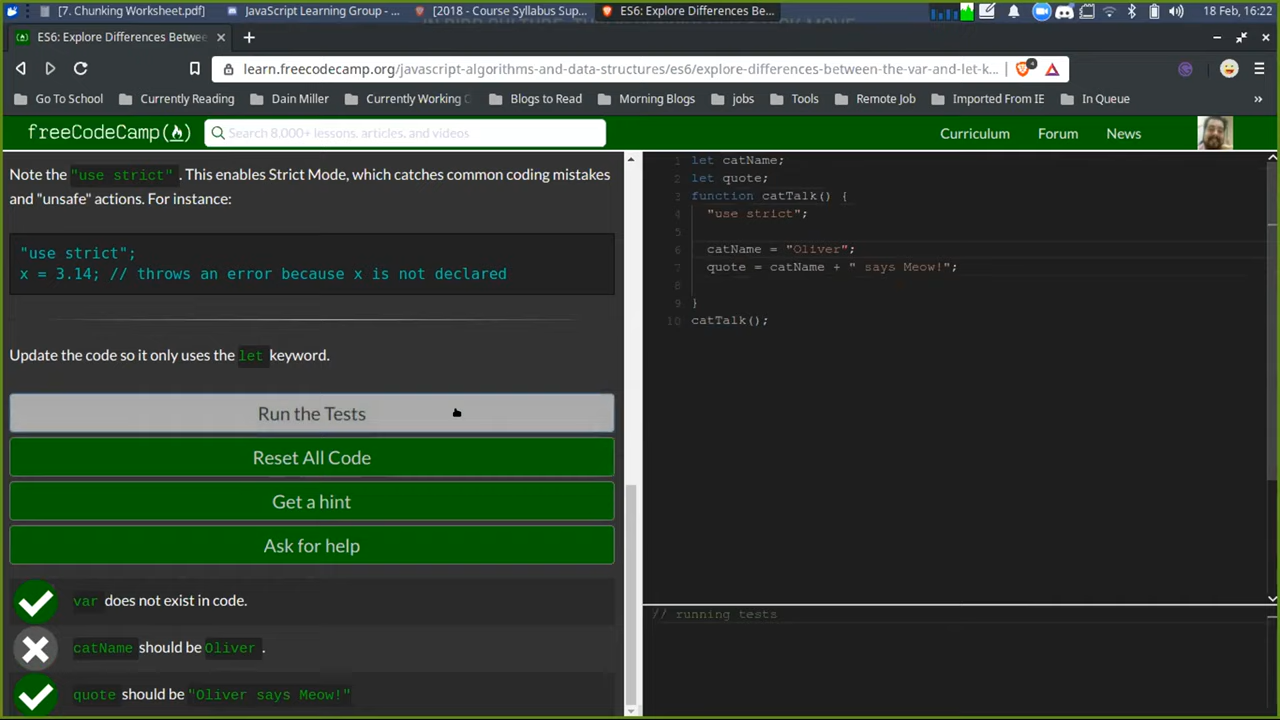 7. Chunking Worksheet.pdf]
JavaScript Learning Group - ...
[2018 - Course Syllabus Sup...
ES6: Explore Differences Be...
18 Feb, 16:22
ES6: Explore Differences Betwe
learn.freecodecamp.org/javascript-algorithms-and-data-structures/es6/explore-differences-between-the-var-and-let-k...
4
Go To School
Currently Reading
Dain Miller
Currently Working
Blogs to Read
Morning Blogs
jobs
Tools
Remote Job
Imported From IE
In Queue
»
freeCodeCamp
Search 8,000+ lessons, articles, and videos
Curriculum
Forum
News
Note the "use strict" . This enables Strict Mode, which catches common coding mistakes
and "unsafe" actions. For instance:
"use strict";
x = 3.14; // throws an error because x is not declared
Update the code so it only uses the let keyword.
Run the Tests
Reset All Code
Get a hint
Ask for help
var does not exist in code.
catName should be Oliver .
quote should be "Oliver says Meow!"
1 let catName;
2 let quote;
3 function catTalk() {
4 "use strict";
5
6 catName = "Oliver";
7 quote = catName + " says Meow!";
8
9 }
10 catTalk();
// running tests